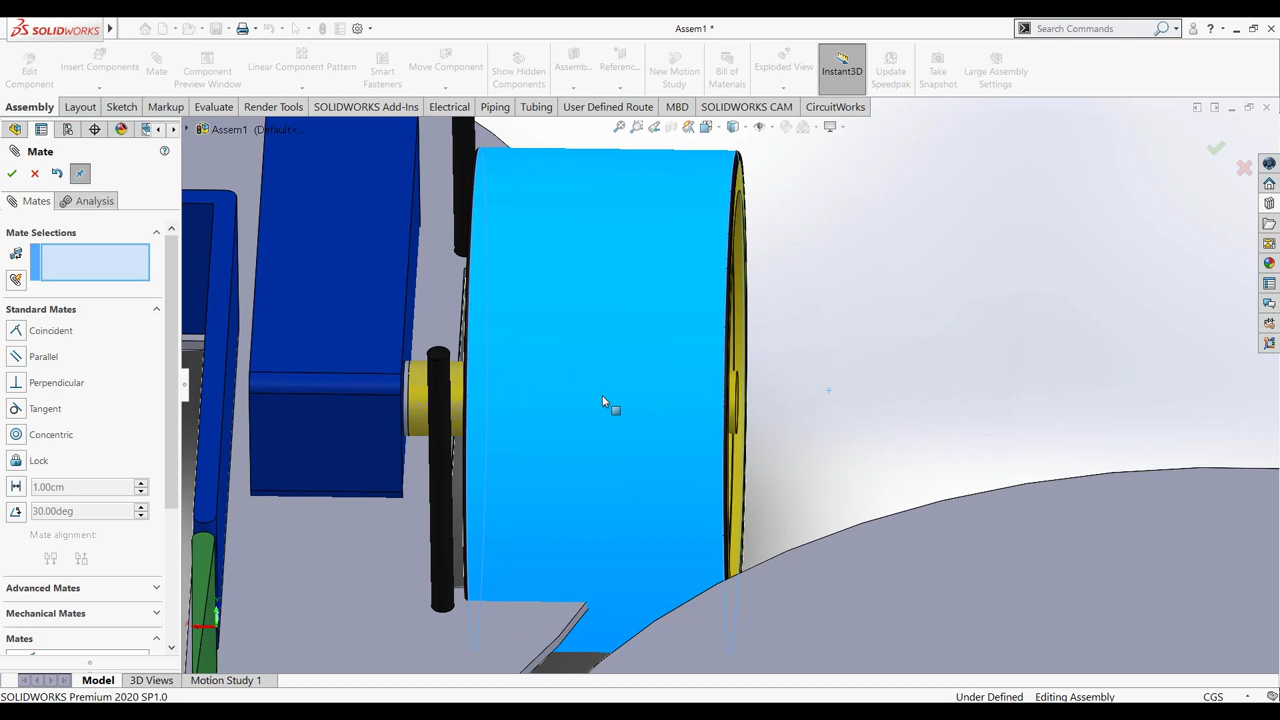 SOLIDWORKS
Assem1 *
Search Commands
Edit Component
Insert Components
Mate
Component Preview Window
Linear Component Pattern
Smart Fasteners
Move Component
Show Hidden Components
Assemb...
Referenc...
New Motion Study
Bill of Materials
Exploded View
Instant3D
Update Speedpak
Take Snapshot
Large Assembly Settings
Assembly Layout Sketch Markup Evaluate Render Tools SOLIDWORKS Add-Ins Electrical Piping Tubing User Defined Route MBD SOLIDWORKS CAM CircuitWorks
Assem1 (Default<...
Mate
Mates Analysis
Mate Selections
Standard Mates
Coincident
Parallel
Perpendicular
Tangent
Concentric
Lock
1.00cm
30.00deg
Mate alignment:
Advanced Mates
Mechanical Mates
Mates
Model 3D Views Motion Study 1
SOLIDWORKS Premium 2020 SP1.0
Under Defined Editing Assembly CGS